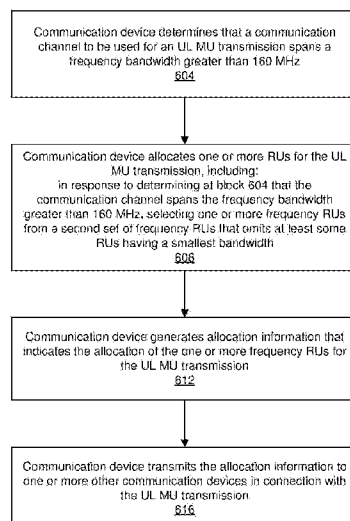 Communication device determines that a communication
channel to be used for an UL MU transmission spans a
frequency bandwidth greater than 160 MHz
604
Communication device allocates one or more RUs for the UL
MU transmission, including:
in response to determining at block 604 that the
communication channel spans the frequency bandwidth
greater than 160 MHz, selecting one or more frequency RUs
from a second set of frequency RUs that omits at least some
RUs having a smallest bandwidth
608
Communication device generates allocation information that
indicates the allocation of the one or more frequency RUs for
the UL MU transmission
612
Communication device transmits the allocation information to
one or more other communication devices in connection with
the UL MU transmission.
616